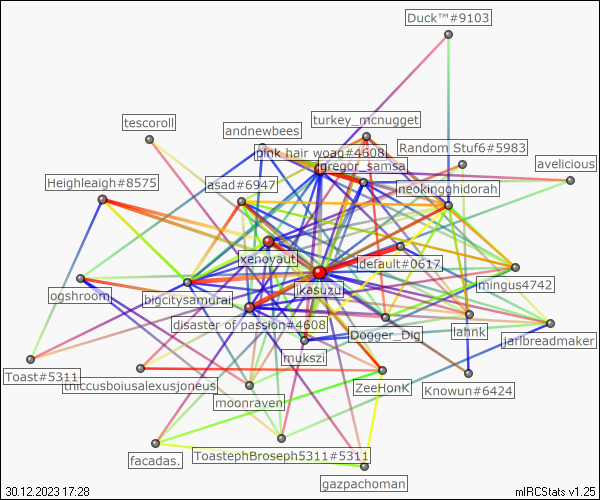 Duck™#9103
turkey_mcnugget
tescoroll
andnewbees
Random Stuf6#5983
pink hair woag#4608
gregor_samsa
avelicious
Heighleigh#8575
asad#6947
neokingghidorah
xenoyaut
default#0617
mingus4742
ikasuzu
ogshroom
bigcitysamurai
disaster of passion#4608
lahnk
Dogger_Dig
jarlbreadmaker
mukszi
Toast#5311
thiccusboiusalexusjoneus
ZeeHonK
Knowun#6424
moonraven
ToastephBroseph5311#5311
facadas.
gazpachoman
30.12.2023 17:28
mIRCStats v1.25